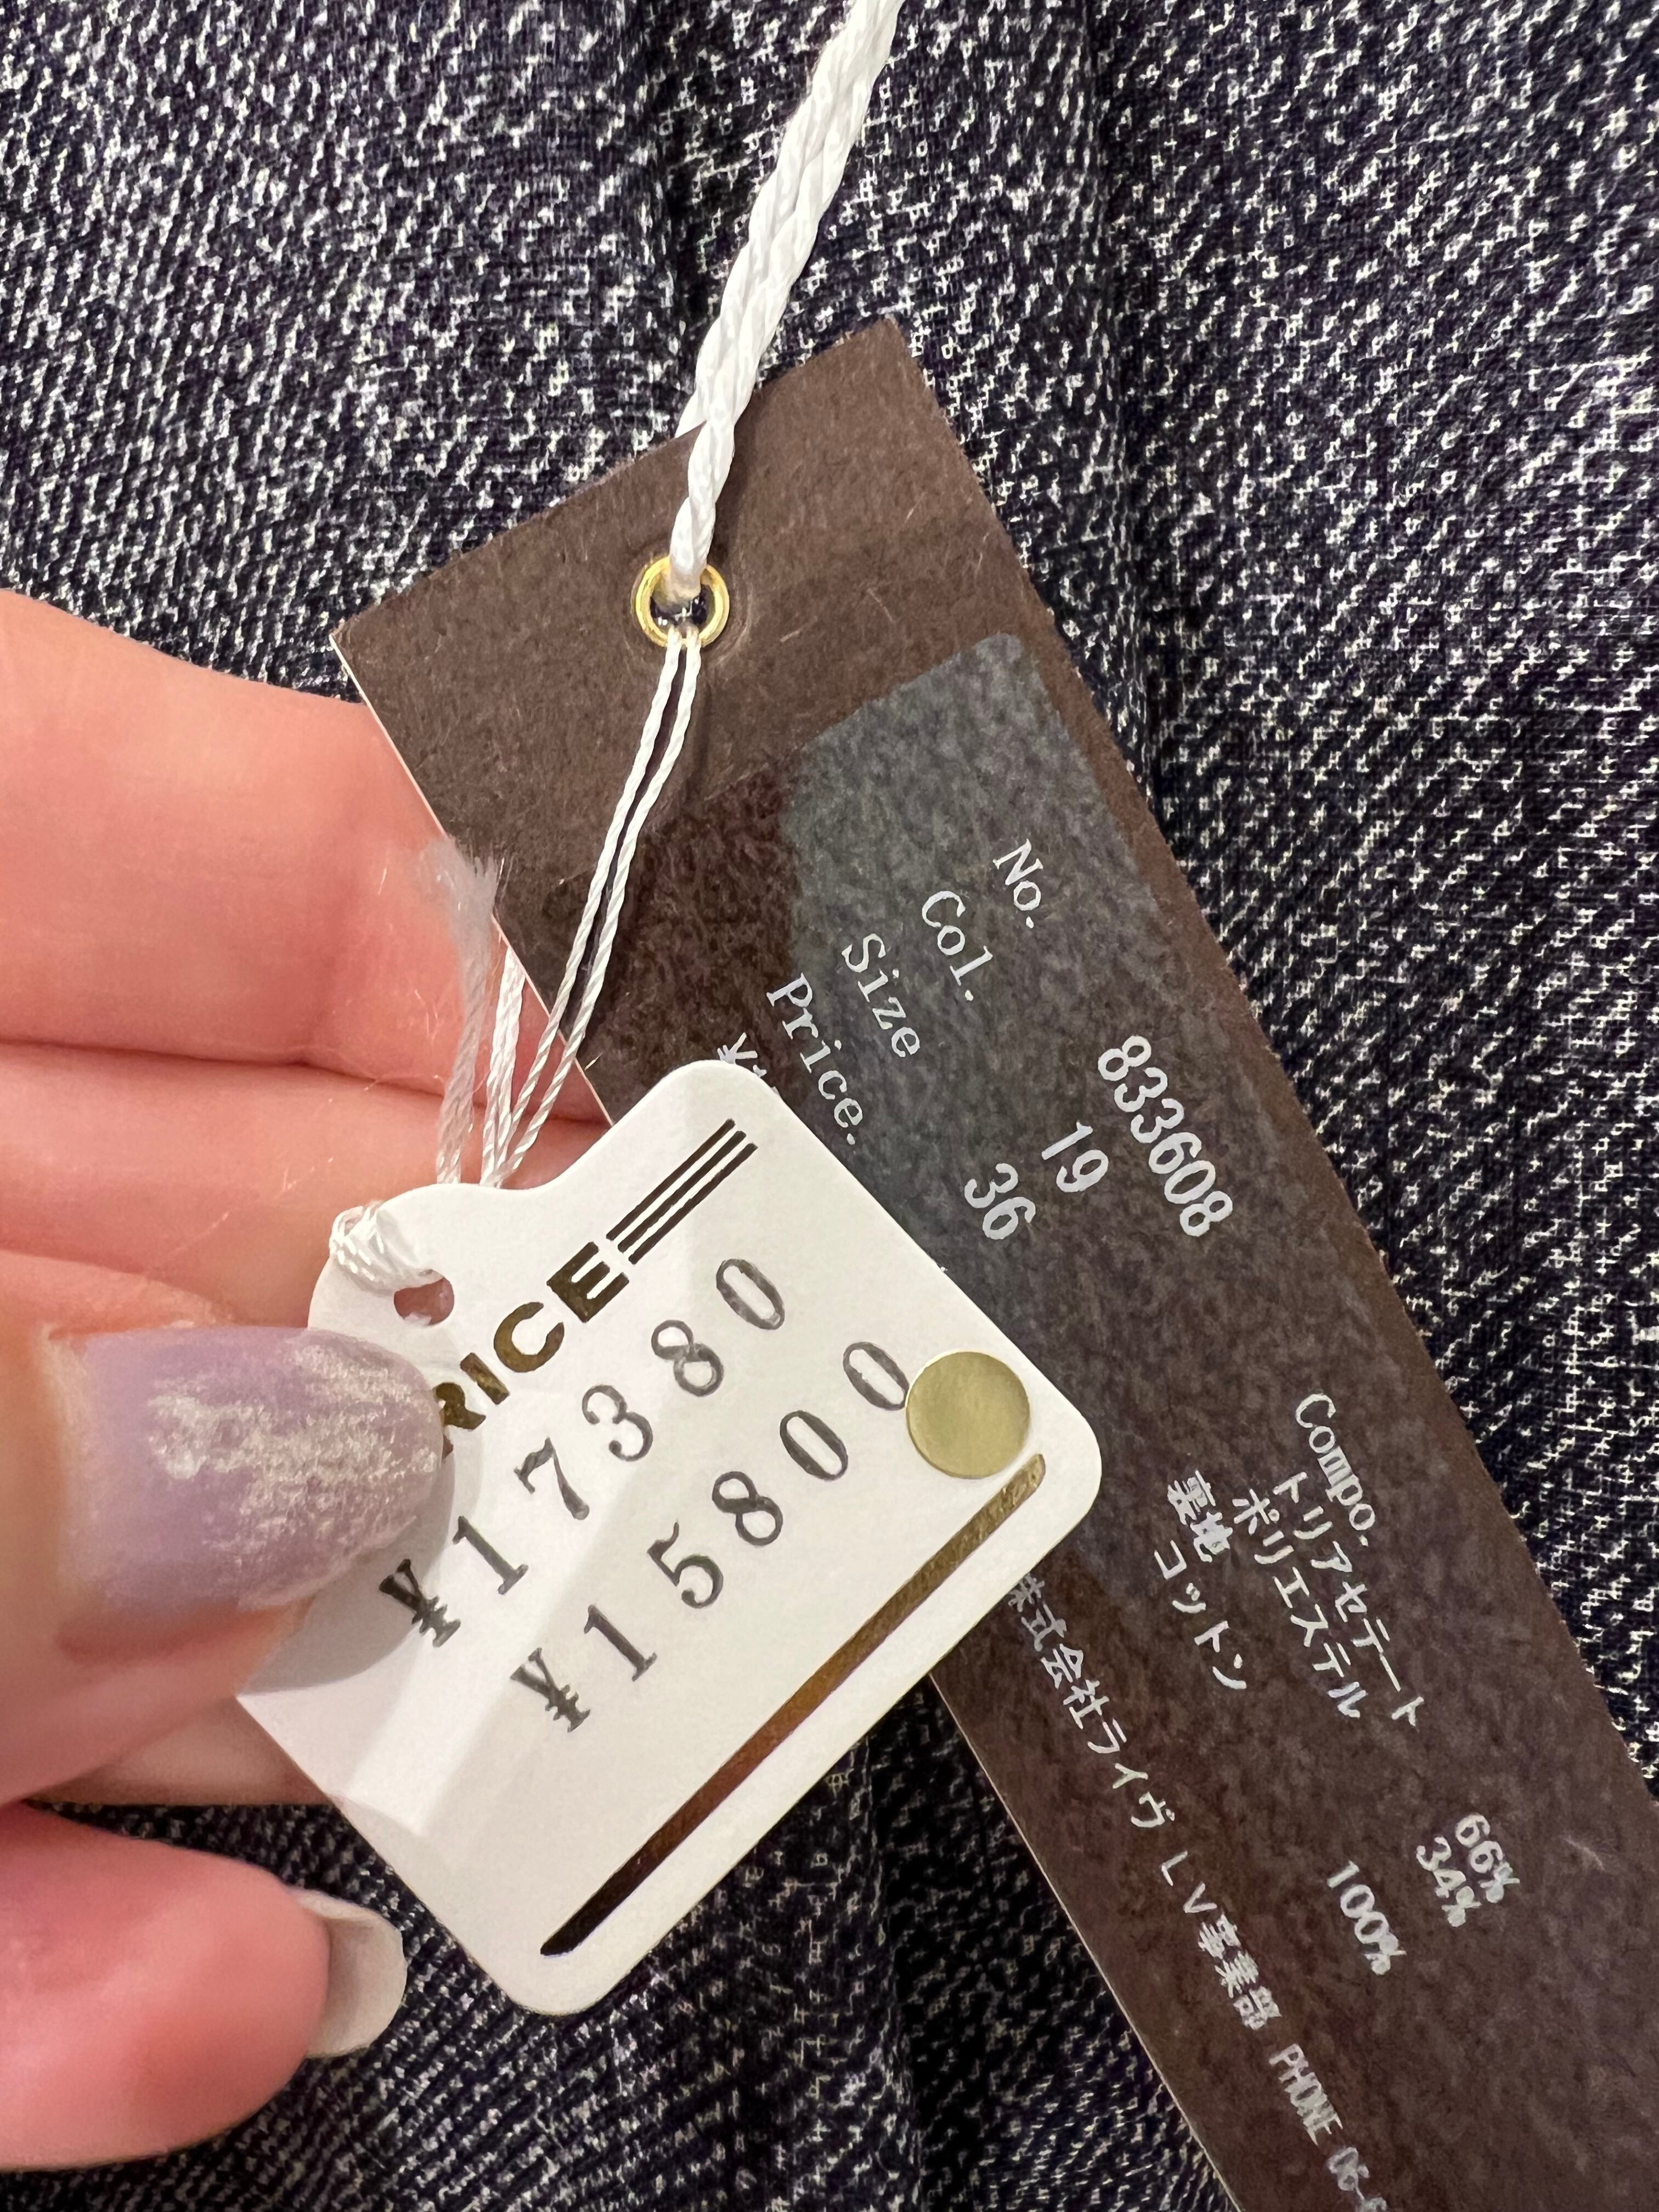 No. 833608
Col. 19
Size 36
Price.
PRICE
¥17380
¥15800
Compo.
トリアセテート 66%
ポリエステル 34%
裏地
コットン 100%
株式会社ライヴ LV事業部 PHONE 06-6